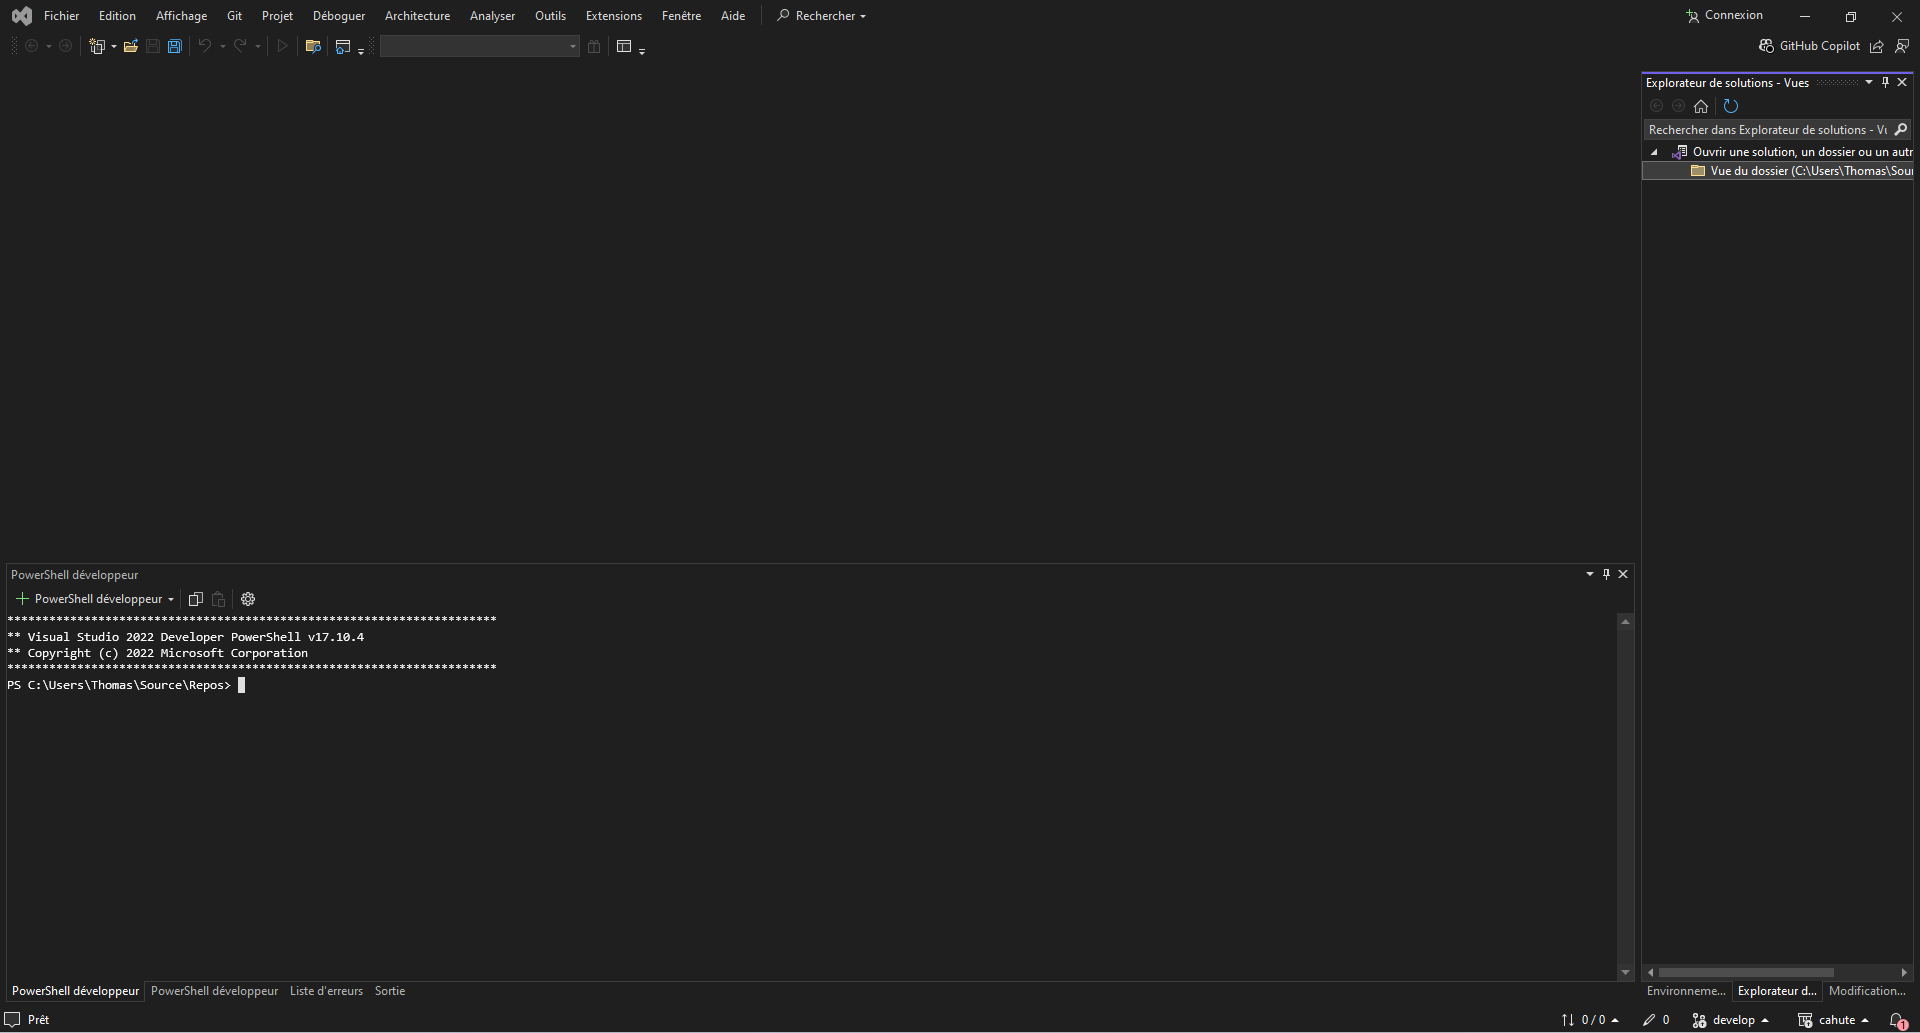 Fichier Edition Affichage Git Projet Déboguer Architecture Analyser Outils Extensions Fenêtre Aide Rechercher Connexion
GitHub Copilot
Explorateur de solutions - Vues
Rechercher dans Explorateur de solutions - Vu
Ouvrir une solution, un dossier ou un autr
Vue du dossier (C:\Users\Thomas\Sour
PowerShell développeur
PowerShell développeur
**********************************************************************
** Visual Studio 2022 Developer PowerShell v17.10.4
** Copyright (c) 2022 Microsoft Corporation
**********************************************************************
PS C:\Users\Thomas\Source\Repos>
PowerShell développeur PowerShell développeur Liste d'erreurs Sortie
Environneme... Explorateur d... Modification...
Prêt 0 / 0 0 develop cahute 1